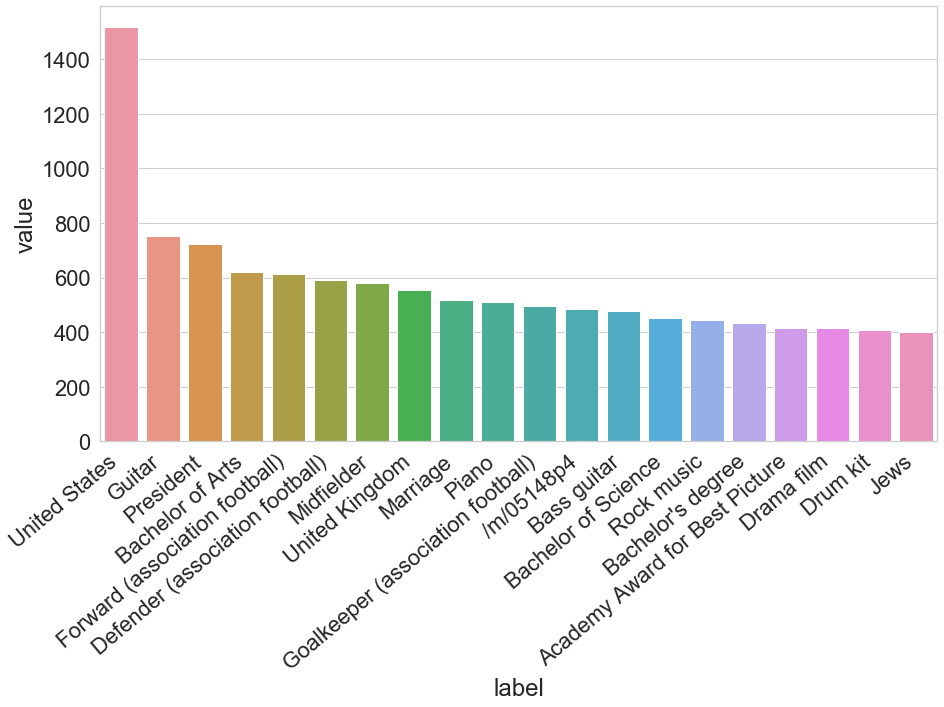 1400
1200
1000
800
600
400
200
0
value
United States
Guitar
President
Bachelor of Arts
Forward (association football)
Defender (association football)
Midfielder
United Kingdom
Marriage
Piano
Goalkeeper (association football)
/m/05148p4
Bass guitar
Bachelor of Science
Rock music
Bachelor's degree
Academy Award for Best Picture
Drama film
Drum kit
Jews
label